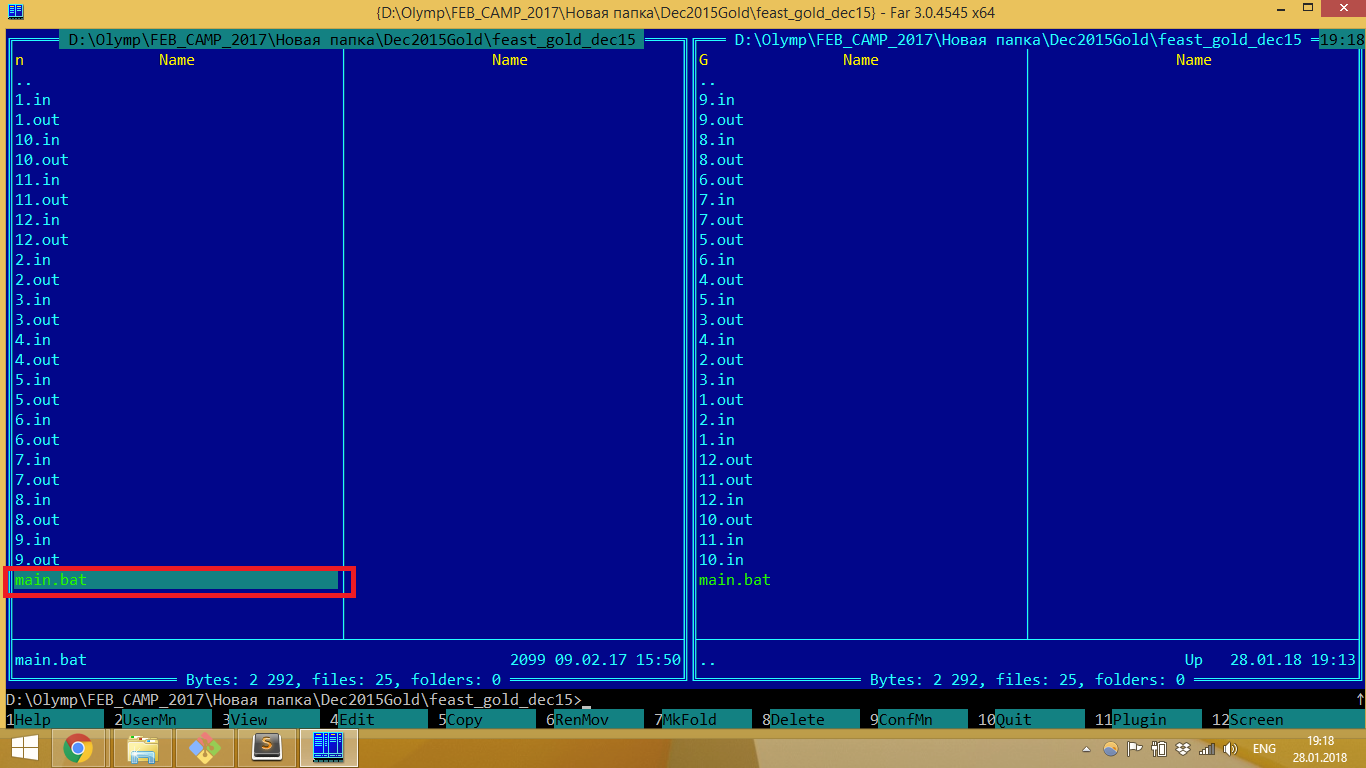 {D:\Olymp\FEB_CAMP_2017\Новая папка\Dec2015Gold\feast_gold_dec15} - Far 3.0.4545 x64
D:\Olymp\FEB_CAMP_2017\Новая папка\Dec2015Gold\feast_gold_dec15
n Name Name
..
1.in
1.out
10.in
10.out
11.in
11.out
12.in
12.out
2.in
2.out
3.in
3.out
4.in
4.out
5.in
5.out
6.in
6.out
7.in
7.out
8.in
8.out
9.in
9.out
main.bat
main.bat 2099 09.02.17 15:50
Bytes: 2 292, files: 25, folders: 0
D:\Olymp\FEB_CAMP_2017\Новая папка\Dec2015Gold\feast_gold_dec15 19:18
G Name Name
..
9.in
9.out
8.in
8.out
6.out
7.in
7.out
5.out
6.in
4.out
5.in
3.out
4.in
2.out
3.in
1.out
2.in
1.in
12.out
11.out
12.in
10.out
11.in
10.in
main.bat
.. Up 28.01.18 19:13
Bytes: 2 292, files: 25, folders: 0
D:\Olymp\FEB_CAMP_2017\Новая папка\Dec2015Gold\feast_gold_dec15>
1Help 2UserMn 3View 4Edit 5Copy 6RenMov 7MkFold 8Delete 9ConfMn 10Quit 11Plugin 12Screen
ENG
19:18
28.01.2018